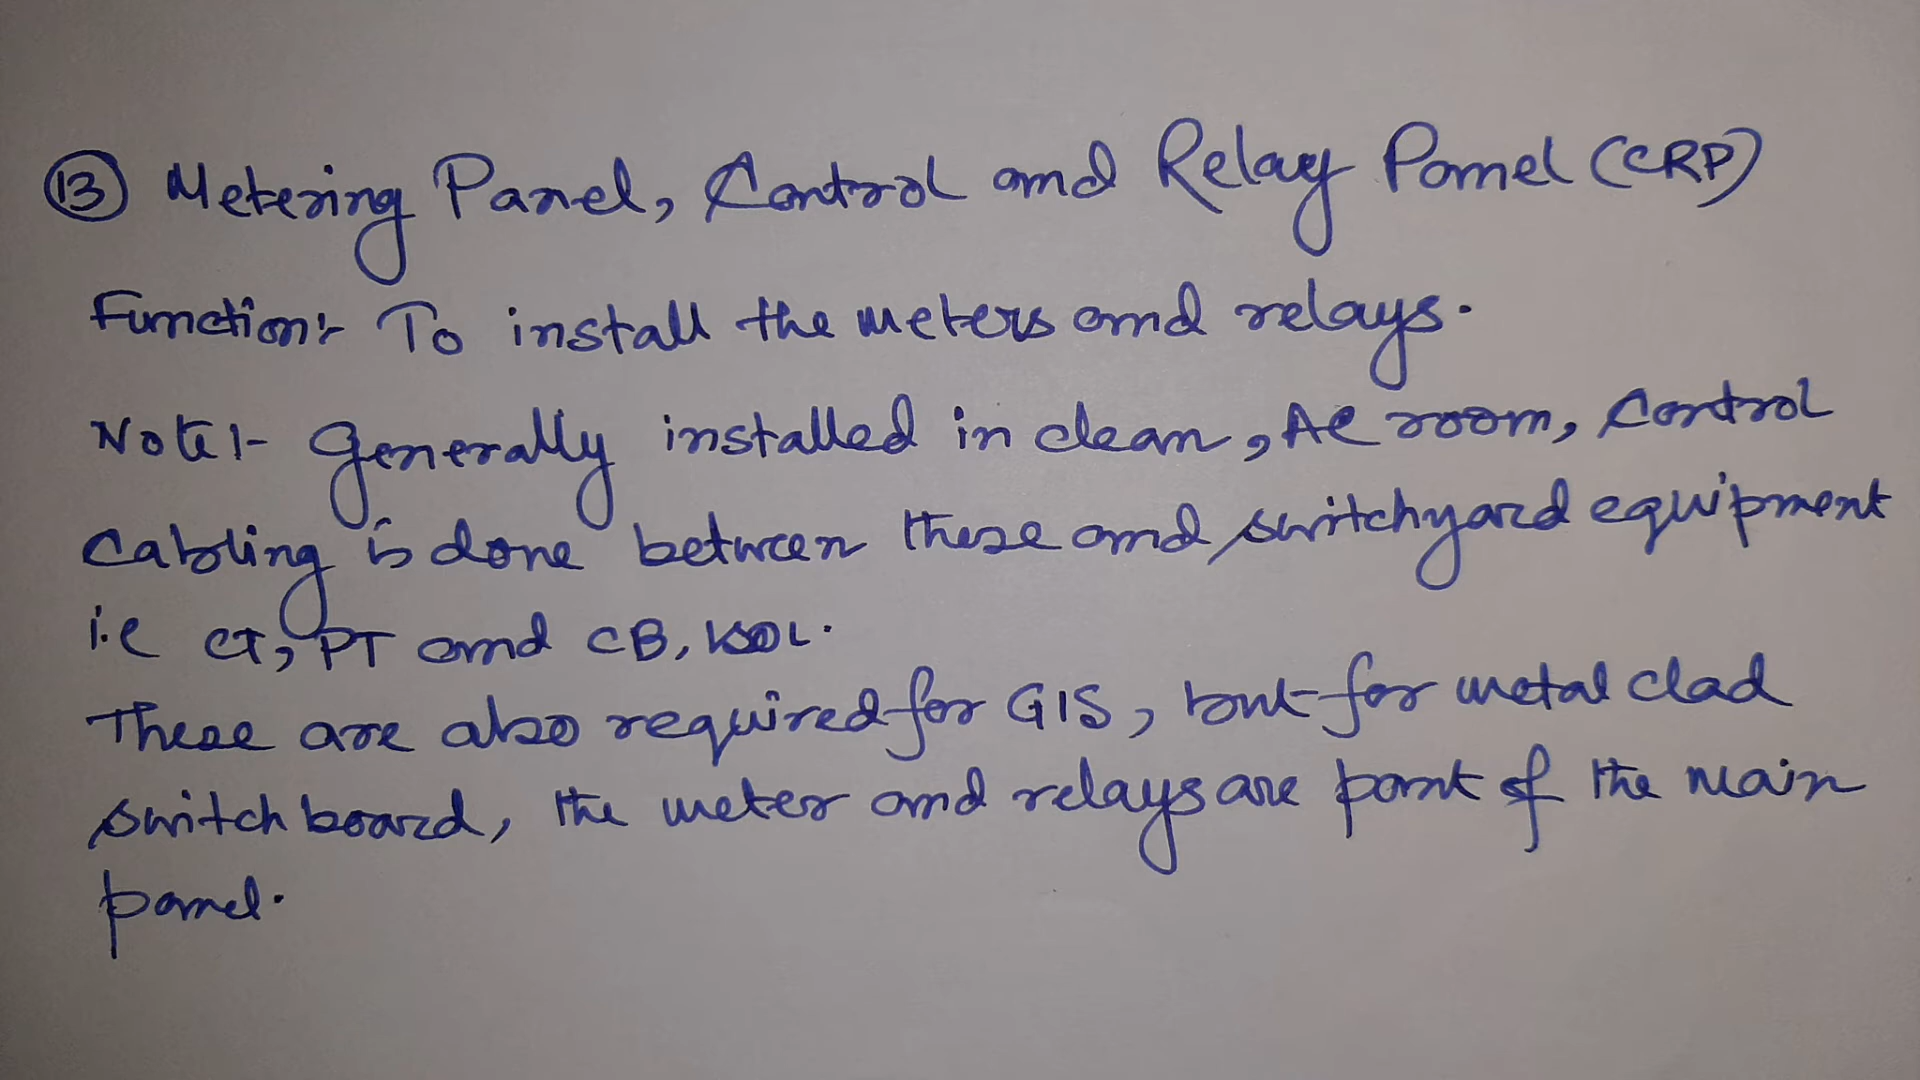 13 Metering Panel, Control and Relay Panel (CRP)
Function:- To install the meters and relays.
Note:- Generally installed in clean, AC room, Control
cabling is done between these and switchyard equipment
i.e CT, PT and CB, ISOL.
These are also required for GIS, but for metal clad
switch board, the meter and relays are part of the main
panel.